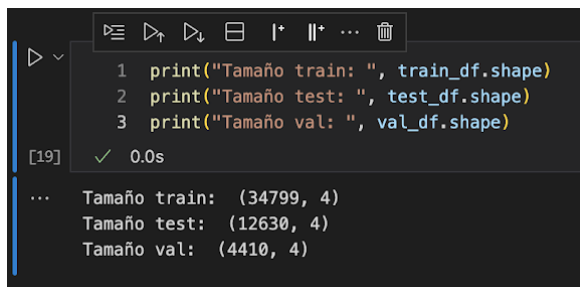 1 print("Tamaño train: ", train_df.shape)
2 print("Tamaño test: ", test_df.shape)
3 print("Tamaño val: ", val_df.shape)
[19] 0.0s
Tamaño train:  (34799, 4)
Tamaño test:  (12630, 4)
Tamaño val:  (4410, 4)